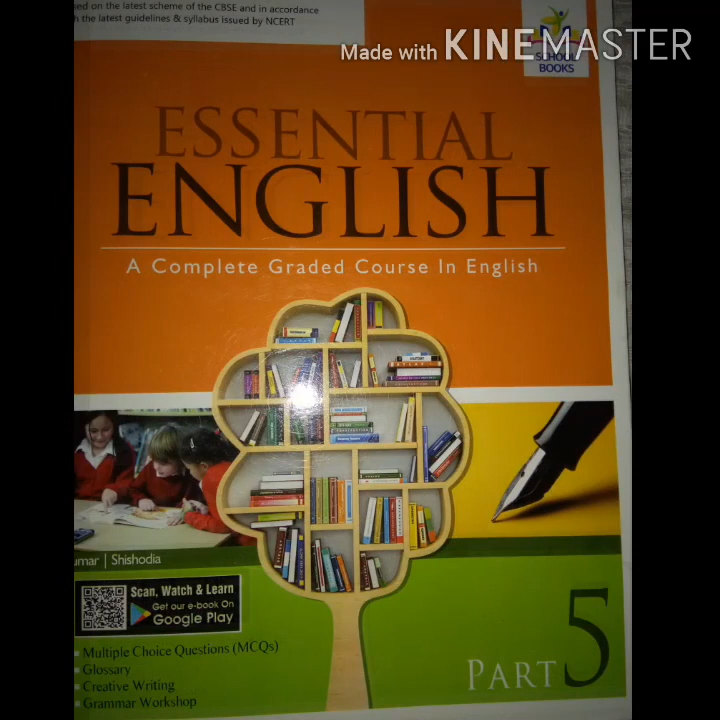 ed on the latest scheme of the CBSE and in accordance
h the latest guidelines & syllabus issued by NCERT
Made with KINEMASTER
SCHOOL
BOOKS
ESSENTIAL
ENGLISH
A Complete Graded Course In English
umar | Shishodia
Scan, Watch & Learn
Get our e-book On
Google Play
Multiple Choice Questions (MCQs)
Glossary
Creative Writing
Grammar Workshop
PART 5